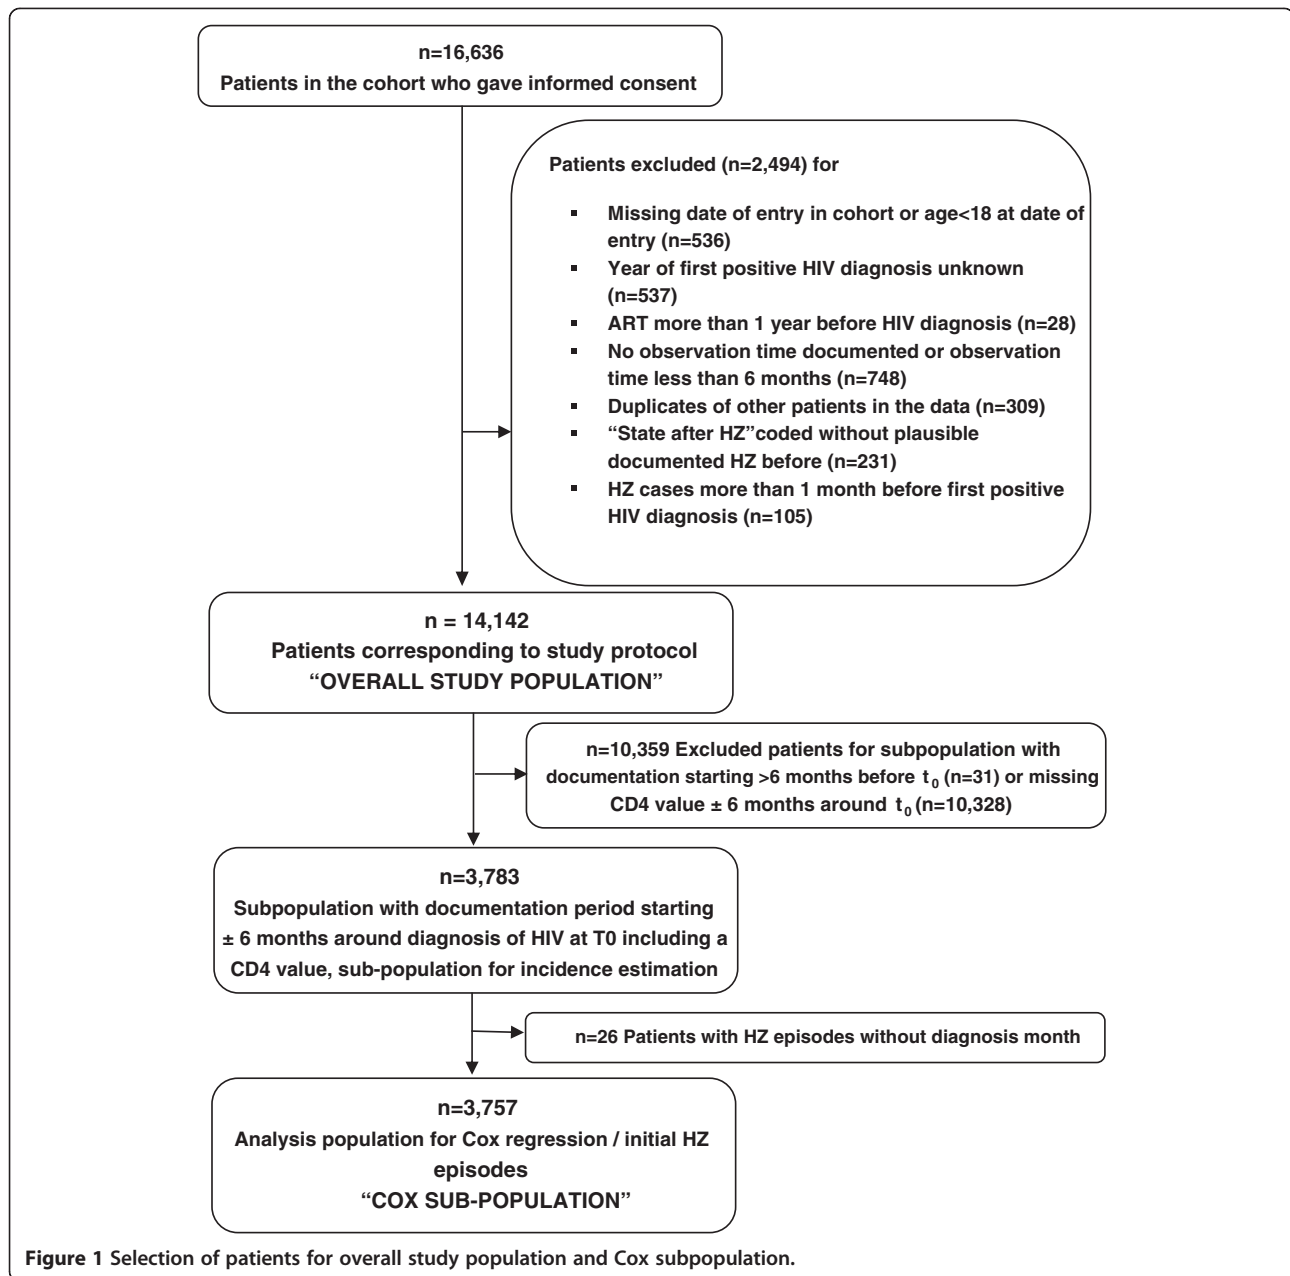 n=16,636
Patients in the cohort who gave informed consent
Patients excluded (n=2,494) for
▪ Missing date of entry in cohort or age<18 at date of
entry (n=536)
▪ Year of first positive HIV diagnosis unknown
(n=537)
▪ ART more than 1 year before HIV diagnosis (n=28)
▪ No observation time documented or observation
time less than 6 months (n=748)
▪ Duplicates of other patients in the data (n=309)
▪ “State after HZ”coded without plausible
documented HZ before (n=231)
▪ HZ cases more than 1 month before first positive
HIV diagnosis (n=105)
n = 14,142
Patients corresponding to study protocol
“OVERALL STUDY POPULATION”
n=10,359 Excluded patients for subpopulation with
documentation starting >6 months before t₀ (n=31) or missing
CD4 value ± 6 months around t₀ (n=10,328)
n=3,783
Subpopulation with documentation period starting
± 6 months around diagnosis of HIV at T0 including a
CD4 value, sub-population for incidence estimation
n=26 Patients with HZ episodes without diagnosis month
n=3,757
Analysis population for Cox regression / initial HZ
episodes
“COX SUB-POPULATION”
Figure 1 Selection of patients for overall study population and Cox subpopulation.